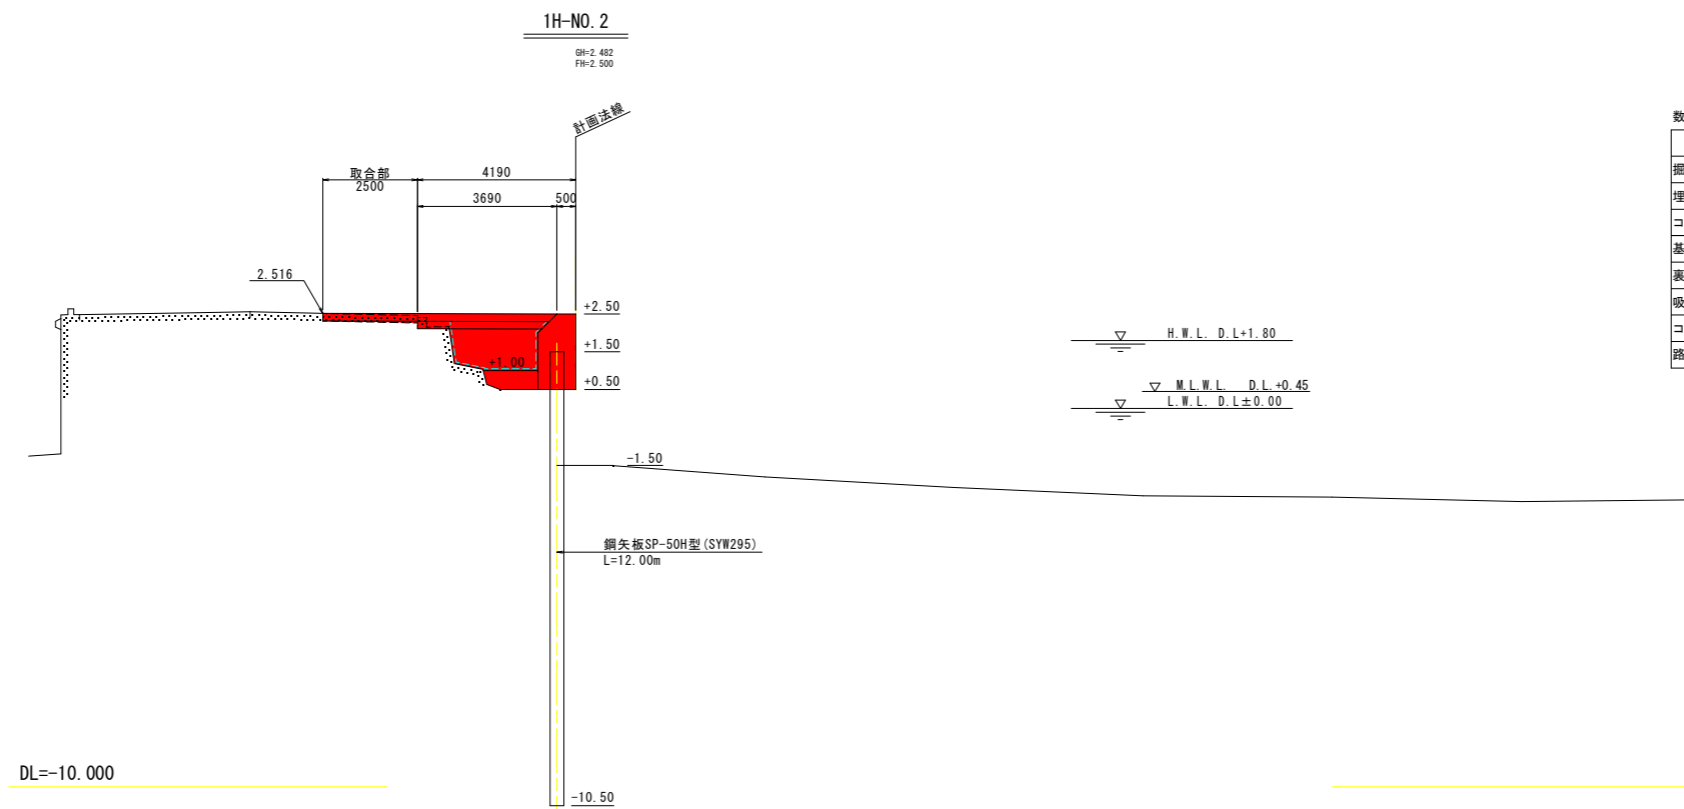 1H-NO.2
GH=2.482
FH=2.500
計画法線
取合部
2500
4190
3690
500
2.516
+2.50
+1.50
+1.00
+0.50
H.W.L. D.L+1.80
M.L.W.L. D.L.+0.45
L.W.L. D.L±0.00
-1.50
鋼矢板SP-50H型(SYW295)
L=12.00m
DL=-10.000
-10.50
数
掘
埋
コ
基
裏
吸
コ
路